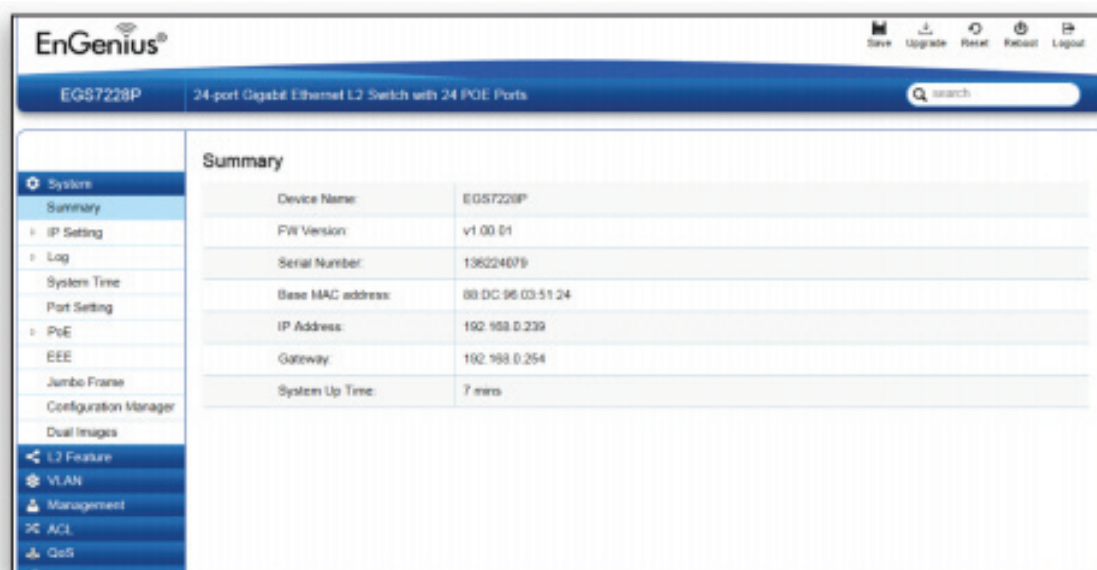 EnGenius®
Save Upgrade Reset Reboot Logout
EGS7228P
24-port Gigabit Ethernet L2 Switch with 24 POE Ports
search
System
Summary
IP Setting
Log
System Time
Port Setting
PoE
EEE
Jumbo Frame
Configuration Manager
Dual Images
L2 Feature
VLAN
Management
ACL
QoS
Summary
Device Name: EGS7228P
FW Version: v1.00.01
Serial Number: 136224079
Base MAC address: 88:DC:96:03:51:24
IP Address: 192.168.0.239
Gateway: 192.168.0.254
System Up Time: 7 mins